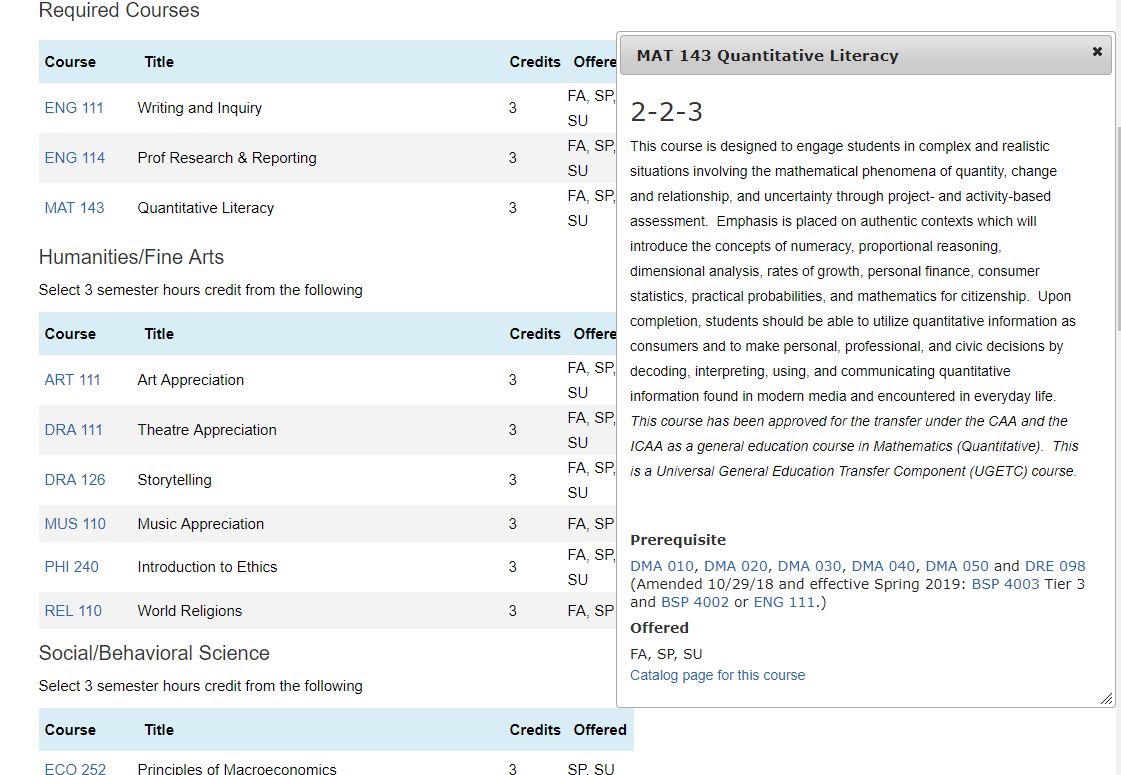 Required Courses
Course Title Credits Offere
ENG 111 Writing and Inquiry 3 FA, SP,
SU
ENG 114 Prof Research & Reporting 3 FA, SP,
SU
MAT 143 Quantitative Literacy 3 FA, SP,
SU
Humanities/Fine Arts
Select 3 semester hours credit from the following
Course Title Credits Offere
ART 111 Art Appreciation 3 FA, SP,
SU
DRA 111 Theatre Appreciation 3 FA, SP,
SU
DRA 126 Storytelling 3 FA, SP,
SU
MUS 110 Music Appreciation 3 FA, SP
PHI 240 Introduction to Ethics 3 FA, SP,
SU
REL 110 World Religions 3 FA, SP
Social/Behavioral Science
Select 3 semester hours credit from the following
Course Title Credits Offered
ECO 252 Principles of Macroeconomics 3 SP, SU
MAT 143 Quantitative Literacy
2-2-3
This course is designed to engage students in complex and realistic
situations involving the mathematical phenomena of quantity, change
and relationship, and uncertainty through project- and activity-based
assessment.  Emphasis is placed on authentic contexts which will
introduce the concepts of numeracy, proportional reasoning,
dimensional analysis, rates of growth, personal finance, consumer
statistics, practical probabilities, and mathematics for citizenship.  Upon
completion, students should be able to utilize quantitative information as
consumers and to make personal, professional, and civic decisions by
decoding, interpreting, using, and communicating quantitative
information found in modern media and encountered in everyday life.
This course has been approved for the transfer under the CAA and the
ICAA as a general education course in Mathematics (Quantitative).  This
is a Universal General Education Transfer Component (UGETC) course.
Prerequisite
DMA 010, DMA 020, DMA 030, DMA 040, DMA 050 and DRE 098
(Amended 10/29/18 and effective Spring 2019: BSP 4003 Tier 3
and BSP 4002 or ENG 111.)
Offered
FA, SP, SU
Catalog page for this course